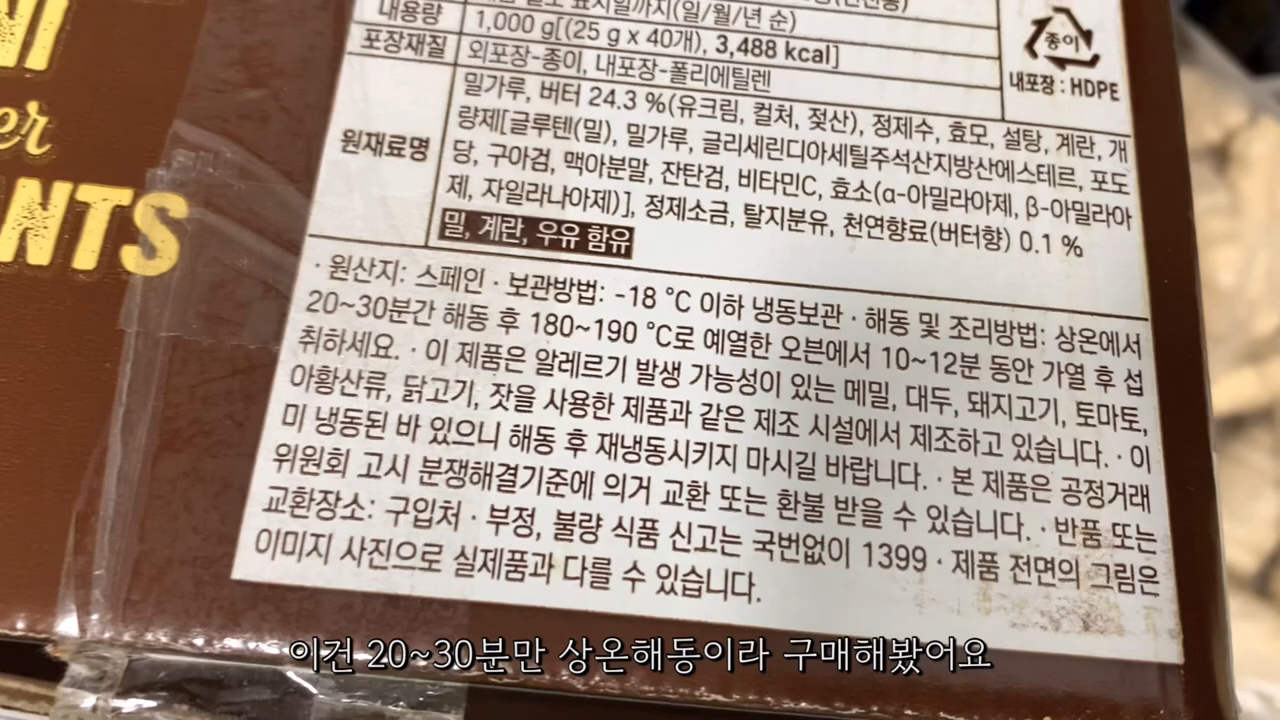 NI
er
NTS
표시일까지(일/월/년 순)
내용량 1,000 g[(25 g x 40개), 3,488 kcal]
포장재질 외포장-종이, 내포장-폴리에틸렌
종이
내포장 : HDPE
원재료명
밀가루, 버터 24.3 %(유크림, 컬처, 젖산), 정제수, 효모, 설탕, 계란, 개
량제[글루텐(밀), 밀가루, 글리세린디아세틸주석산지방산에스테르, 포도
당, 구아검, 맥아분말, 잔탄검, 비타민C, 효소(α-아밀라아제, β-아밀라아
제, 자일라나아제)], 정제소금, 탈지분유, 천연향료(버터향) 0.1 %
밀, 계란, 우유 함유
· 원산지: 스페인 · 보관방법: -18 °C 이하 냉동보관 · 해동 및 조리방법: 상온에서
20~30분간 해동 후 180~190 °C로 예열한 오븐에서 10~12분 동안 가열 후 섭
취하세요. · 이 제품은 알레르기 발생 가능성이 있는 메밀, 대두, 돼지고기, 토마토,
아황산류, 닭고기, 잣을 사용한 제품과 같은 제조 시설에서 제조하고 있습니다. · 이
미 냉동된 바 있으니 해동 후 재냉동시키지 마시길 바랍니다. · 본 제품은 공정거래
위원회 고시 분쟁해결기준에 의거 교환 또는 환불 받을 수 있습니다. · 반품 또는
교환장소: 구입처 · 부정, 불량 식품 신고는 국번없이 1399 · 제품 전면의 그림은
이미지 사진으로 실제품과 다를 수 있습니다.
이건 20~30분만 상온해동이라 구매해봤어요